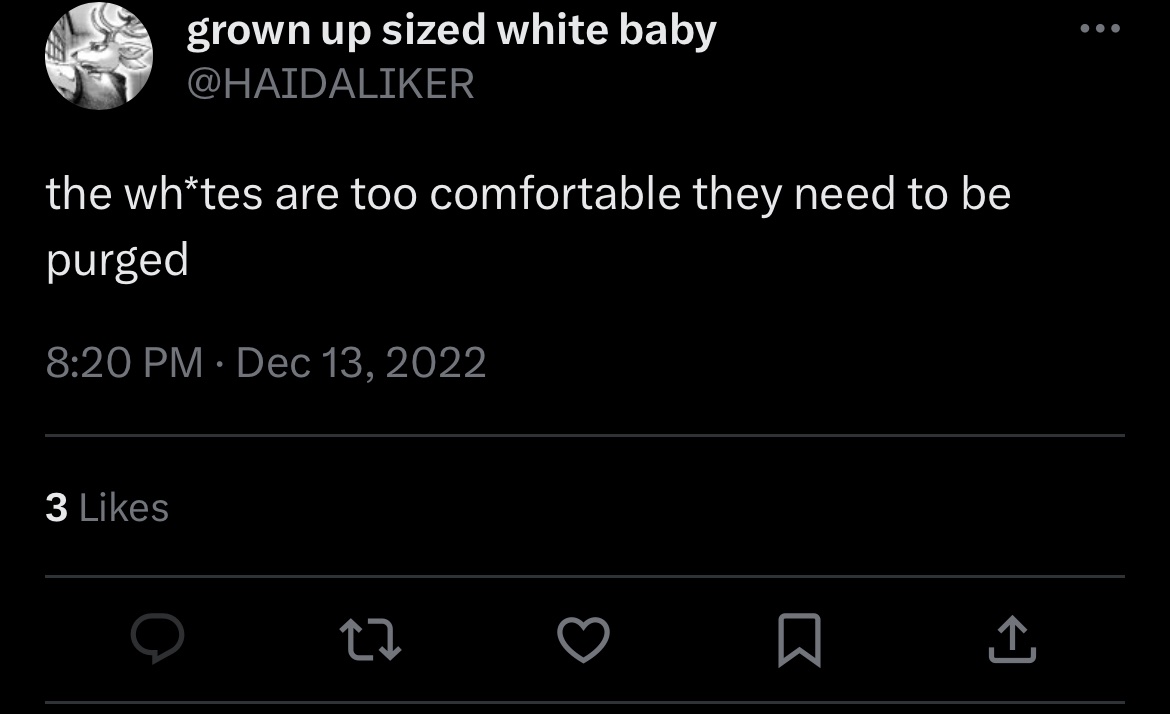 grown up sized white baby
@HAIDALIKER
the wh*tes are too comfortable they need to be
purged
8:20 PM · Dec 13, 2022
3 Likes